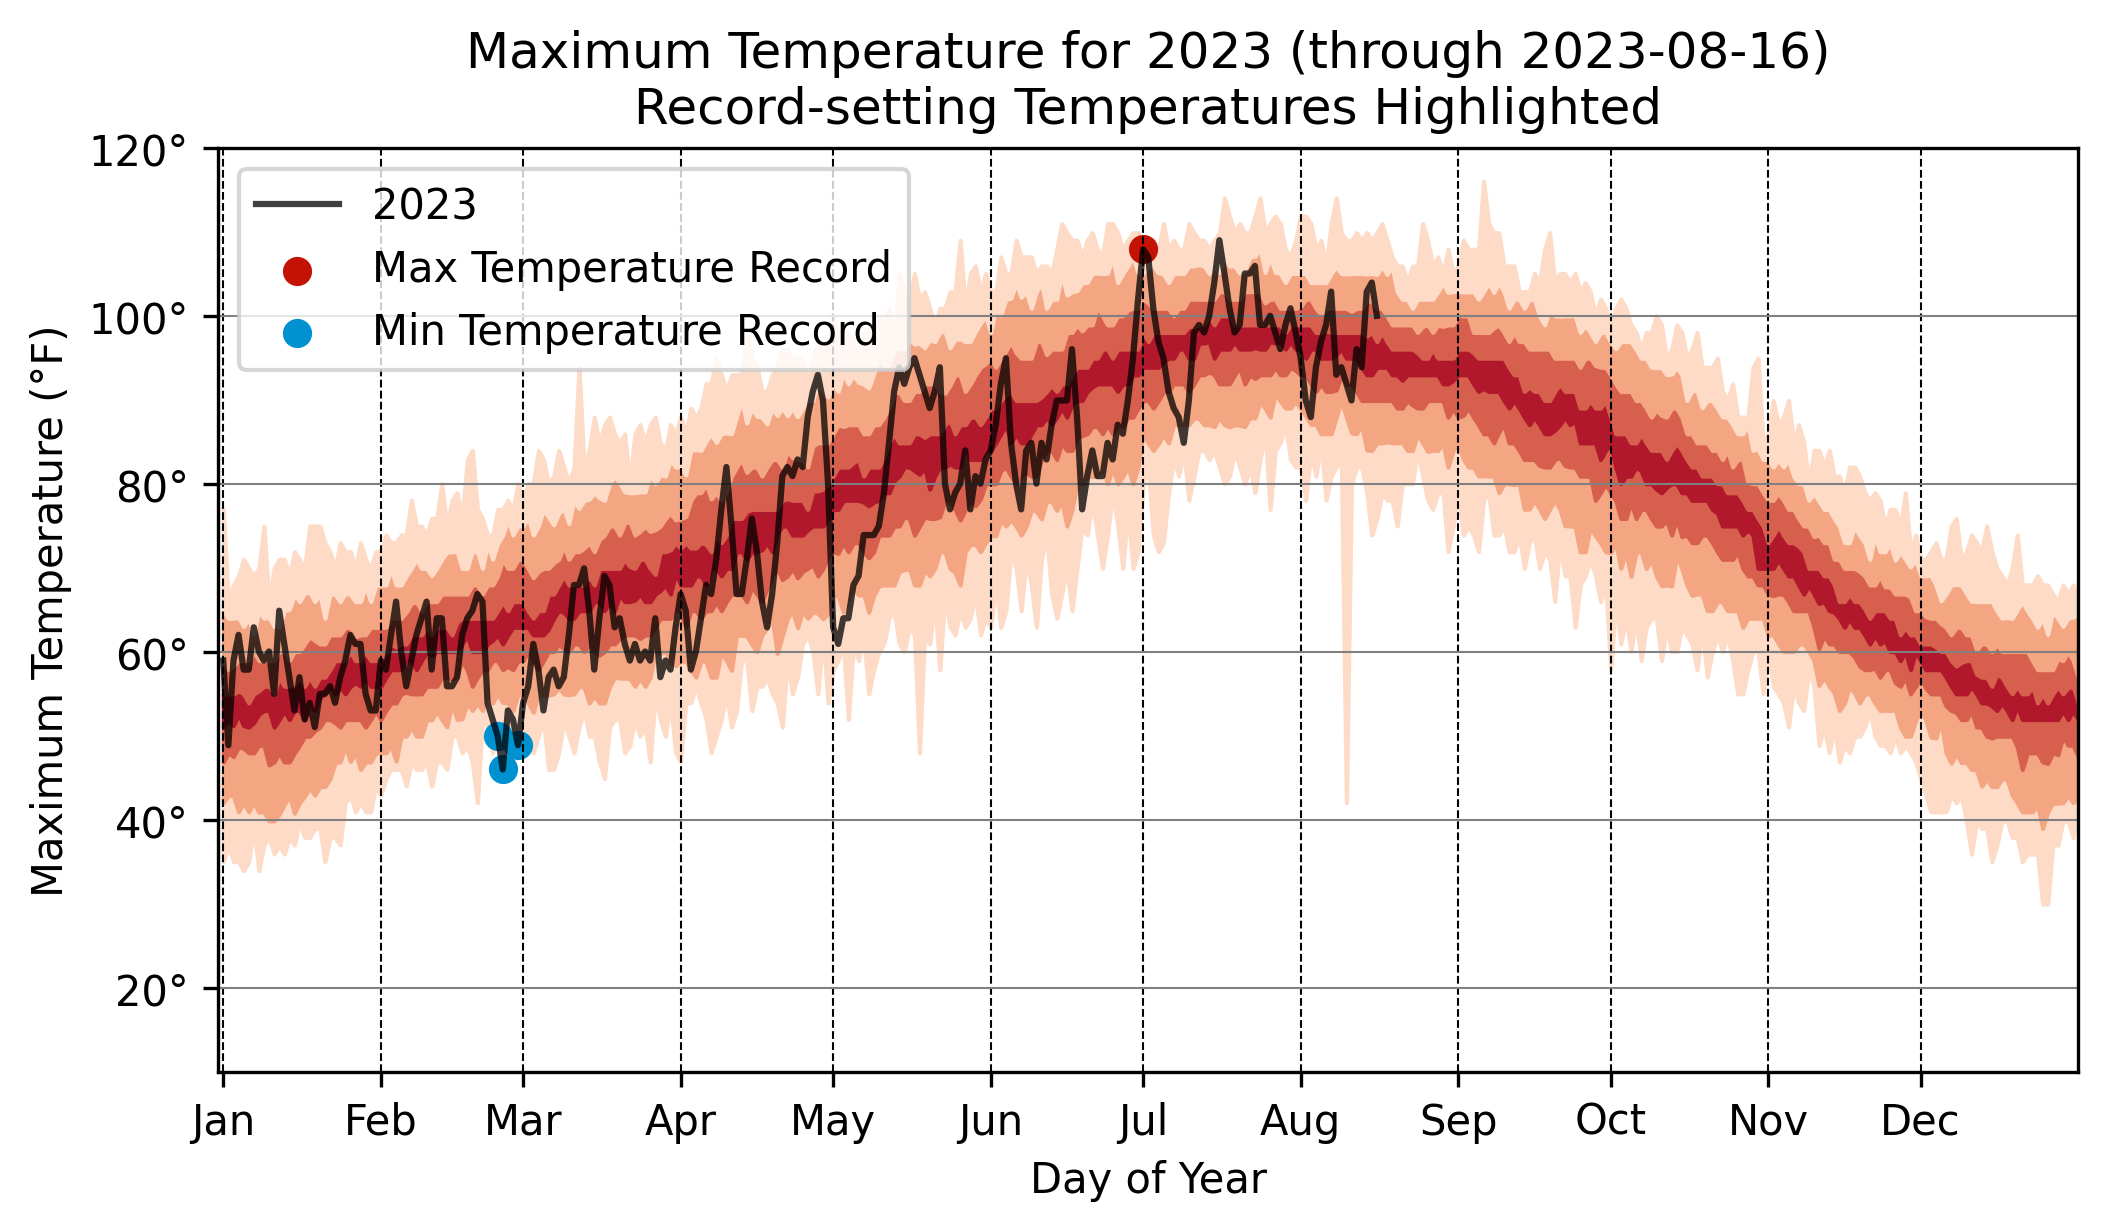 Maximum Temperature for 2023 (through 2023-08-16)
Record-setting Temperatures Highlighted
120°
100°
80°
60°
40°
20°
Maximum Temperature (°F)
2023
Max Temperature Record
Min Temperature Record
Jan Feb Mar Apr May Jun Jul Aug Sep Oct Nov Dec
Day of Year